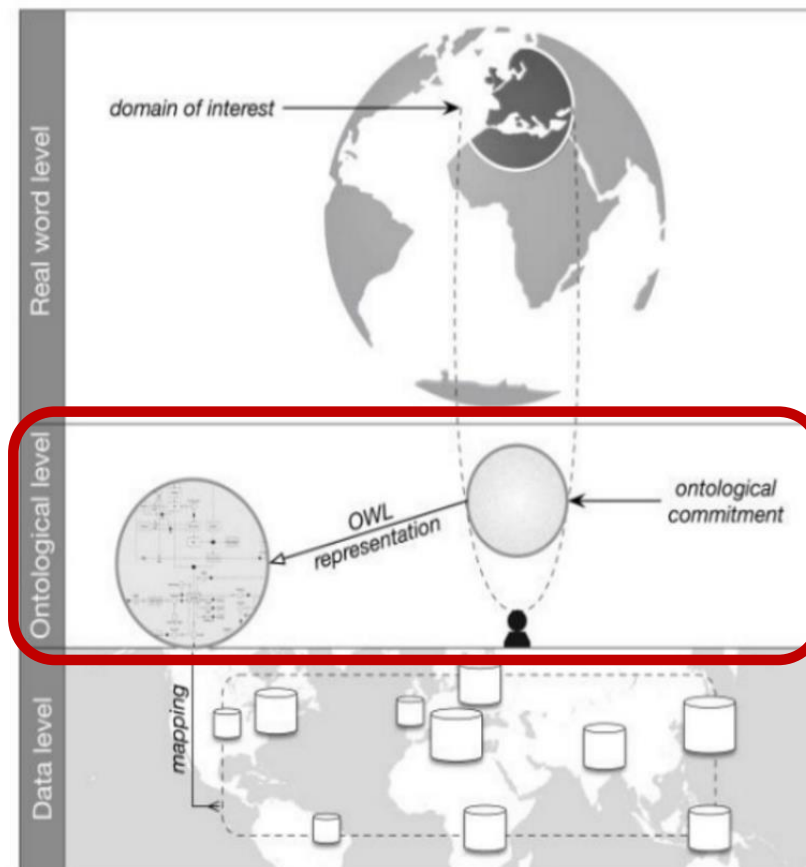 Real word level
domain of interest
Ontological level
OWL
representation
ontological
commitment
Data level
mapping